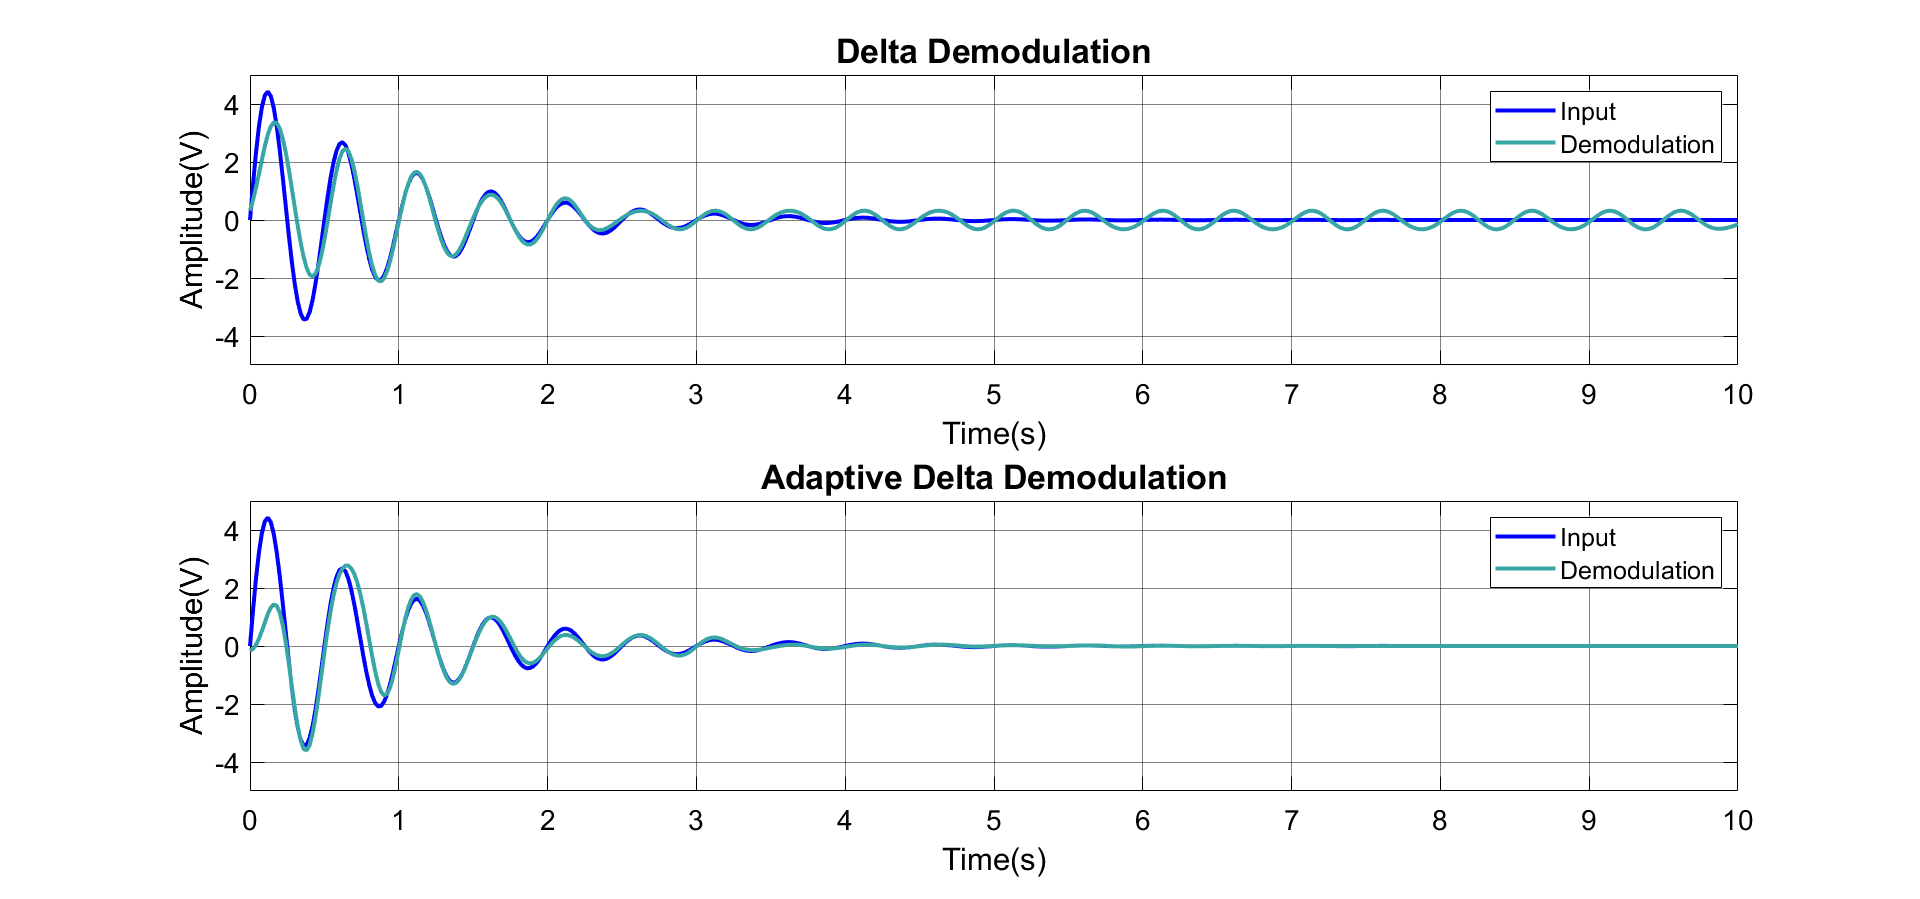 Delta Demodulation
Input
Demodulation
Amplitude(V)
4
2
0
-2
-4
0 1 2 3 4 5 6 7 8 9 10
Time(s)
Adaptive Delta Demodulation
Input
Demodulation
Amplitude(V)
4
2
0
-2
-4
0 1 2 3 4 5 6 7 8 9 10
Time(s)